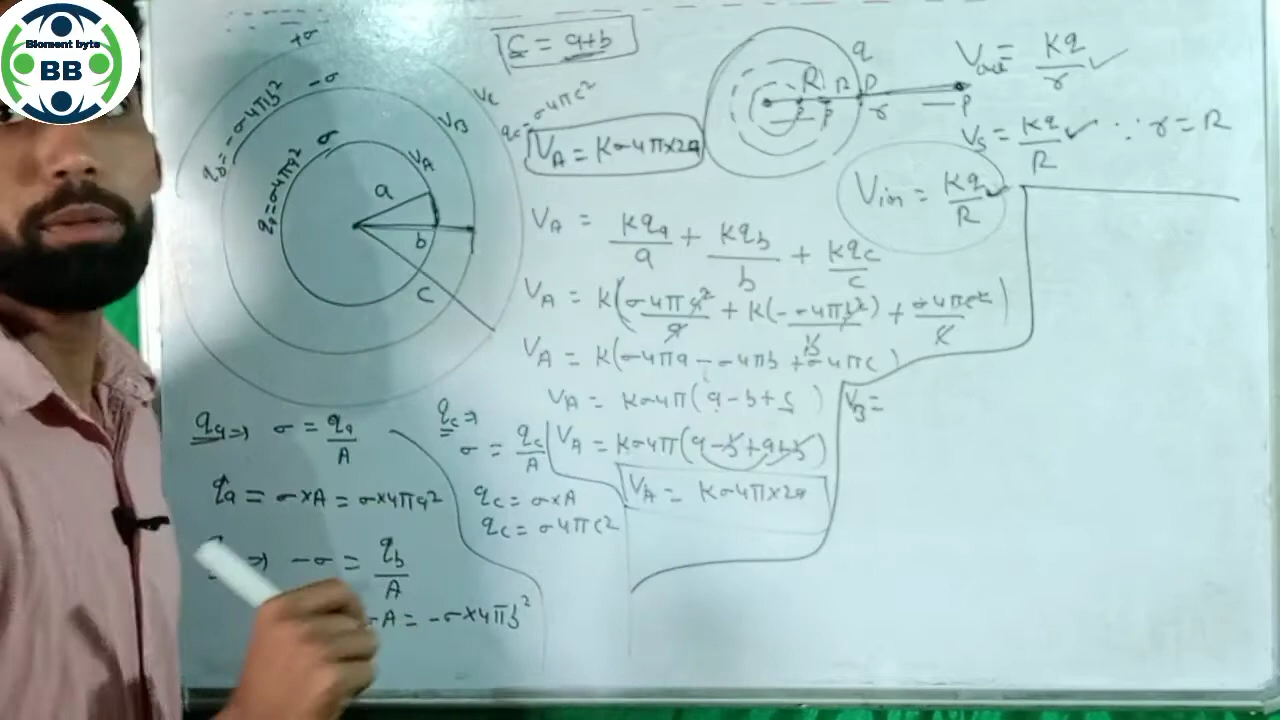 Bioment byte
BB
+σ
C = a+b
-σ
σ
q_b = -σ4πb²
q_a = σ4πa²
V_C
V_B
V_A
q_c = σ4πc²
a
b
C
V_A = Kσ4π×2a
R
R
P
q
r
P
P
P
V_out = Kq/r ✓
V_S = Kq/R ✓ ∵ r = R
V_in = Kq/R ✓
V_A = Kq_a/a + Kq_b/b + Kq_c/c
V_A = K(σ4πa²/a + K(-σ4πb²)/b + σ4πc²/c)
V_A = K(σ4πa - σ4πb + σ4πc)
V_A = Kσ4π(a-b+c)
V_A = Kσ4π(a-b+a+b)
V_A = Kσ4π×2a
V_B =
q_a ⇒ σ = q_a/A
q_a = σ×A = σ×4πa²
⇒ -σ = q_b/A
σA = -σ×4πb²
q_c ⇒
σ = q_c/A
q_c = σ×A
q_c = σ4πc²